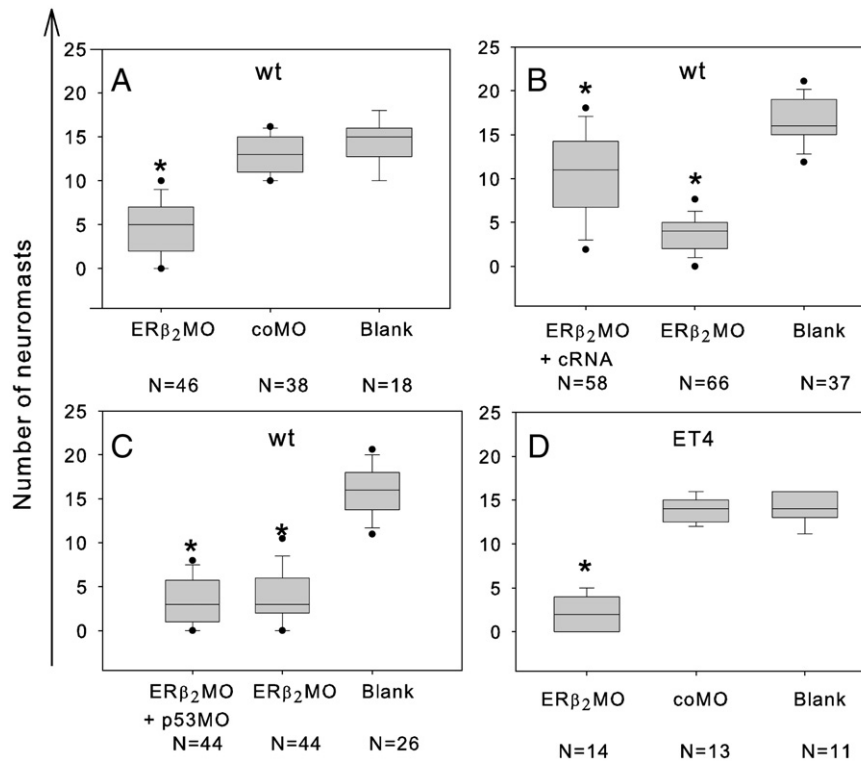 Number of neuromasts
A
wt
25
20
15
10
5
0
*
ERβ₂MO coMO Blank
N=46 N=38 N=18
B
wt
25
20
15
10
5
0
* *
ERβ₂MO ERβ₂MO Blank
+ cRNA
N=58 N=66 N=37
C
wt
25
20
15
10
5
0
* *
ERβ₂MO ERβ₂MO Blank
+ p53MO
N=44 N=44 N=26
D
ET4
25
20
15
10
5
0
*
ERβ₂MO coMO Blank
N=14 N=13 N=11